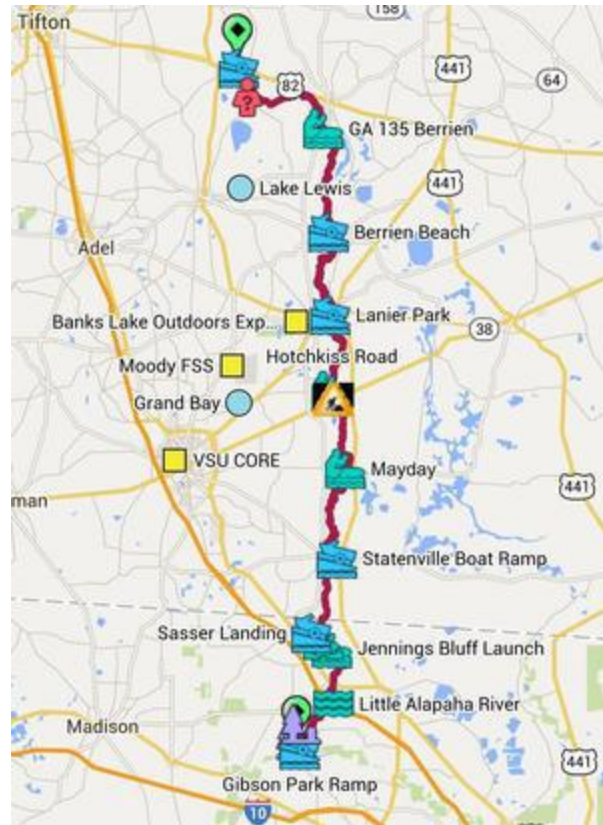 Tifton
158
441
82
64
GA 135 Berrien
441
Lake Lewis
Berrien Beach
Adel
Banks Lake Outdoors Exp...
Lanier Park
38
Hotchkiss Road
Moody FSS
Grand Bay
VSU CORE
Mayday
441
man
Statenville Boat Ramp
Sasser Landing
Jennings Bluff Launch
Little Alapaha River
Madison
441
Gibson Park Ramp
10
?